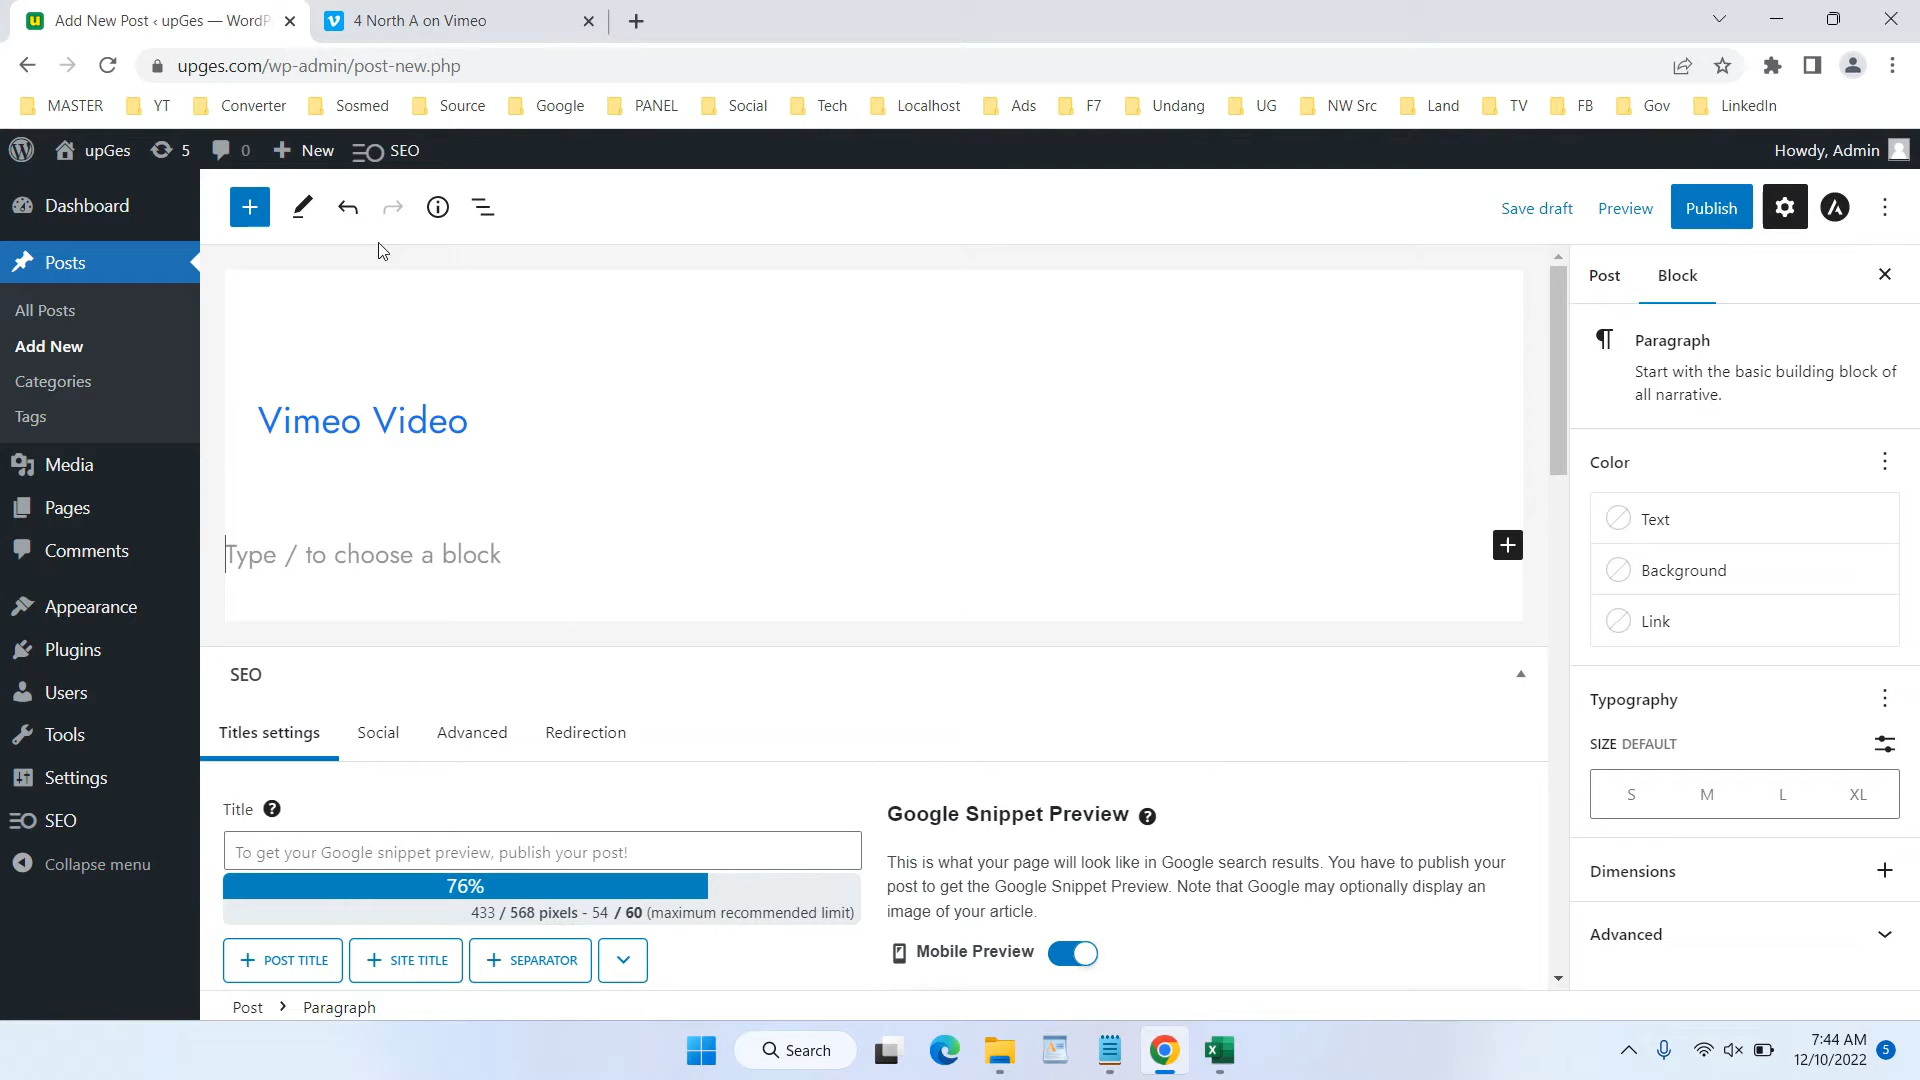 Add New Post ‹ upGes — WordP
4 North A on Vimeo
upges.com/wp-admin/post-new.php
MASTER
YT
Converter
Sosmed
Source
Google
PANEL
Social
Tech
Localhost
Ads
F7
Undang
UG
NW Src
Land
TV
FB
Gov
LinkedIn
upGes
5
0
New
SEO
Howdy, Admin
Dashboard
Save draft
Preview
Publish
Posts
All Posts
Add New
Categories
Tags
Media
Pages
Comments
Appearance
Plugins
Users
Tools
Settings
SEO
Collapse menu
Vimeo Video
Type / to choose a block
SEO
Titles settings
Social
Advanced
Redirection
Title
To get your Google snippet preview, publish your post!
76%
433 / 568 pixels - 54 / 60 (maximum recommended limit)
POST TITLE
SITE TITLE
SEPARATOR
Google Snippet Preview
This is what your page will look like in Google search results. You have to publish your
post to get the Google Snippet Preview. Note that Google may optionally display an
image of your article.
Mobile Preview
Post
Block
Paragraph
Start with the basic building block of
all narrative.
Color
Text
Background
Link
Typography
SIZE DEFAULT
S
M
L
XL
Dimensions
Advanced
Post
Paragraph
Search
7:44 AM
12/10/2022
5